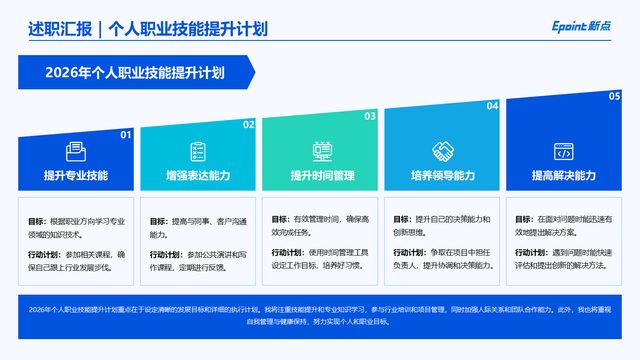 述职汇报｜个人职业技能提升计划
Epoint新点
2026年个人职业技能提升计划
01
提升专业技能
02
增强表达能力
03
提升时间管理
04
培养领导能力
05
提高解决能力
目标：根据职业方向学习专业
领域的知识技术。
行动计划：参加相关课程，确
保自己跟上行业发展步伐。
目标：提高与同事、客户沟通
能力。
行动计划：参加公共演讲和写
作课程，定期进行反馈。
目标：有效管理时间，确保高
效完成任务。
行动计划：使用时间管理工具
设定工作目标，培养好习惯。
目标：提升自己的决策能力和
创新思维。
行动计划：争取在项目中担任
负责人，提升协调和决策能力。
目标：在面对问题时能迅速有
效地提出解决方案。
行动计划：遇到问题时能快速
评估和提出创新的解决方法。
2026年个人职业技能提升计划重点在于设定清晰的发展目标和详细的执行计划。我将注重技能提升和专业知识学习，参与行业培训和项目管理，同时加强人际关系和团队合作能力。此外，我也将重视
自我管理与健康保持，努力实现个人和职业目标。